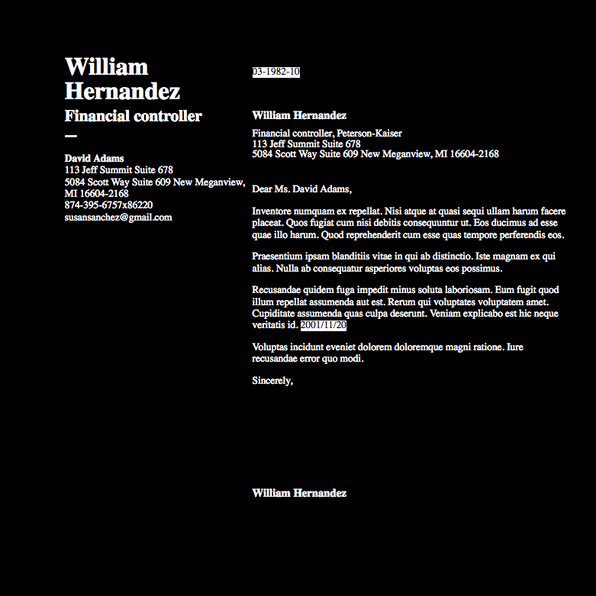 William
Hernandez
Financial controller
—
David Adams
113 Jeff Summit Suite 678
5084 Scott Way Suite 609 New Meganview,
MI 16604-2168
874-395-6757x86220
susansanchez@gmail.com
03-1982-10
William Hernandez
Financial controller, Peterson-Kaiser
113 Jeff Summit Suite 678
5084 Scott Way Suite 609 New Meganview, MI 16604-2168
Dear Ms. David Adams,
Inventore numquam ex repellat. Nisi atque at quasi sequi ullam harum facere
placeat. Quos fugiat cum nisi debitis consequuntur ut. Eos ducimus ad esse
quae illo harum. Quod reprehenderit cum esse quas tempore perferendis eos.
Praesentium ipsam blanditiis vitae in qui ab distinctio. Iste magnam ex qui
alias. Nulla ab consequatur asperiores voluptas eos possimus.
Recusandae quidem fuga impedit minus soluta laboriosam. Eum fugit quod
illum repellat assumenda aut est. Rerum qui voluptates voluptatem amet.
Cupiditate assumenda quas culpa deserunt. Veniam explicabo est hic neque
veritatis id. 2001/11/20
Voluptas incidunt eveniet dolorem doloremque magni ratione. Iure
recusandae error quo modi.
Sincerely,
William Hernandez